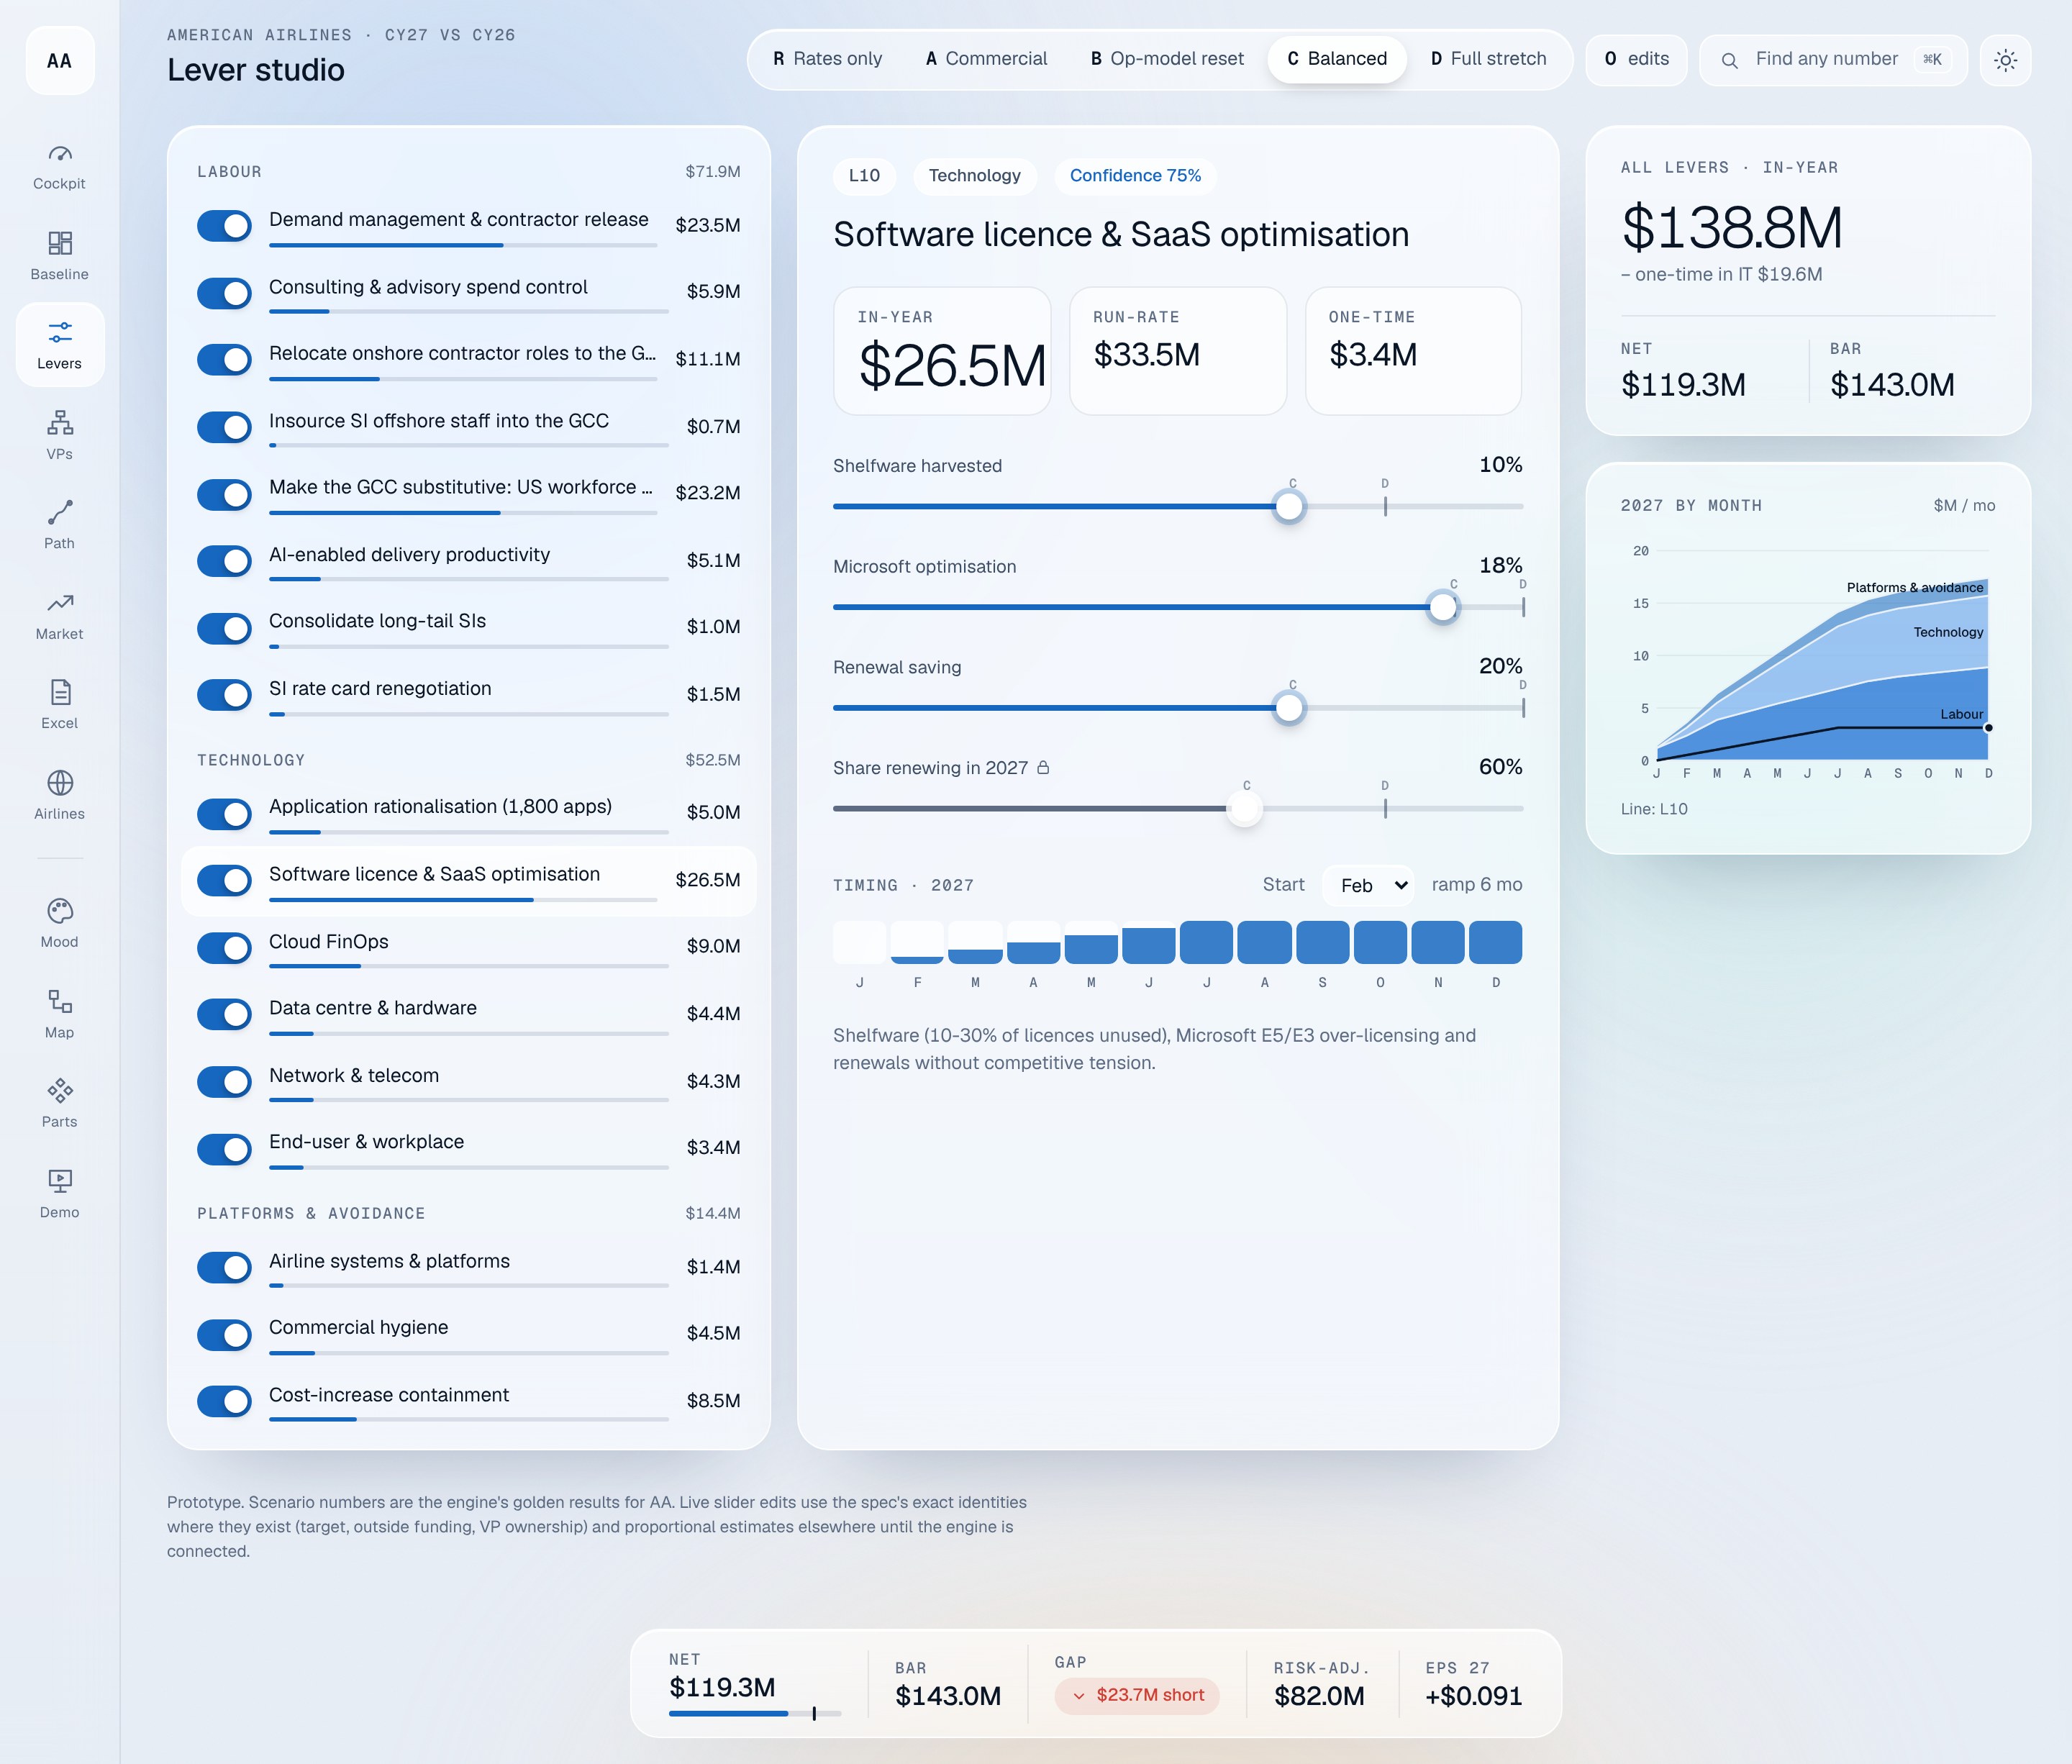 AA
AMERICAN AIRLINES · CY27 VS CY26
Lever studio
R Rates only
A Commercial
B Op-model reset
C Balanced
D Full stretch
0 edits
Find any number ⌘K
Cockpit
Baseline
Levers
VPs
Path
Market
Excel
Airlines
Mood
Map
Parts
Demo
LABOUR $71.9M
Demand management & contractor release $23.5M
Consulting & advisory spend control $5.9M
Relocate onshore contractor roles to the G... $11.1M
Insource SI offshore staff into the GCC $0.7M
Make the GCC substitutive: US workforce ... $23.2M
AI-enabled delivery productivity $5.1M
Consolidate long-tail SIs $1.0M
SI rate card renegotiation $1.5M
TECHNOLOGY $52.5M
Application rationalisation (1,800 apps) $5.0M
Software licence & SaaS optimisation $26.5M
Cloud FinOps $9.0M
Data centre & hardware $4.4M
Network & telecom $4.3M
End-user & workplace $3.4M
PLATFORMS & AVOIDANCE $14.4M
Airline systems & platforms $1.4M
Commercial hygiene $4.5M
Cost-increase containment $8.5M
L10 Technology Confidence 75%
Software licence & SaaS optimisation
IN-YEAR
$26.5M
RUN-RATE
$33.5M
ONE-TIME
$3.4M
Shelfware harvested 10%
C D
Microsoft optimisation 18%
C D
Renewal saving 20%
C D
Share renewing in 2027 60%
C D
TIMING · 2027 Start Feb ramp 6 mo
J F M A M J J A S O N D
Shelfware (10-30% of licences unused), Microsoft E5/E3 over-licensing and
renewals without competitive tension.
ALL LEVERS · IN-YEAR
$138.8M
– one-time in IT $19.6M
NET
$119.3M
BAR
$143.0M
2027 BY MONTH $M / mo
20
15
10
5
0
Platforms & avoidance
Technology
Labour
J F M A M J J A S O N D
Line: L10
Prototype. Scenario numbers are the engine's golden results for AA. Live slider edits use the spec's exact identities
where they exist (target, outside funding, VP ownership) and proportional estimates elsewhere until the engine is
connected.
NET
$119.3M
BAR
$143.0M
GAP
$23.7M short
RISK-ADJ.
$82.0M
EPS 27
+$0.091